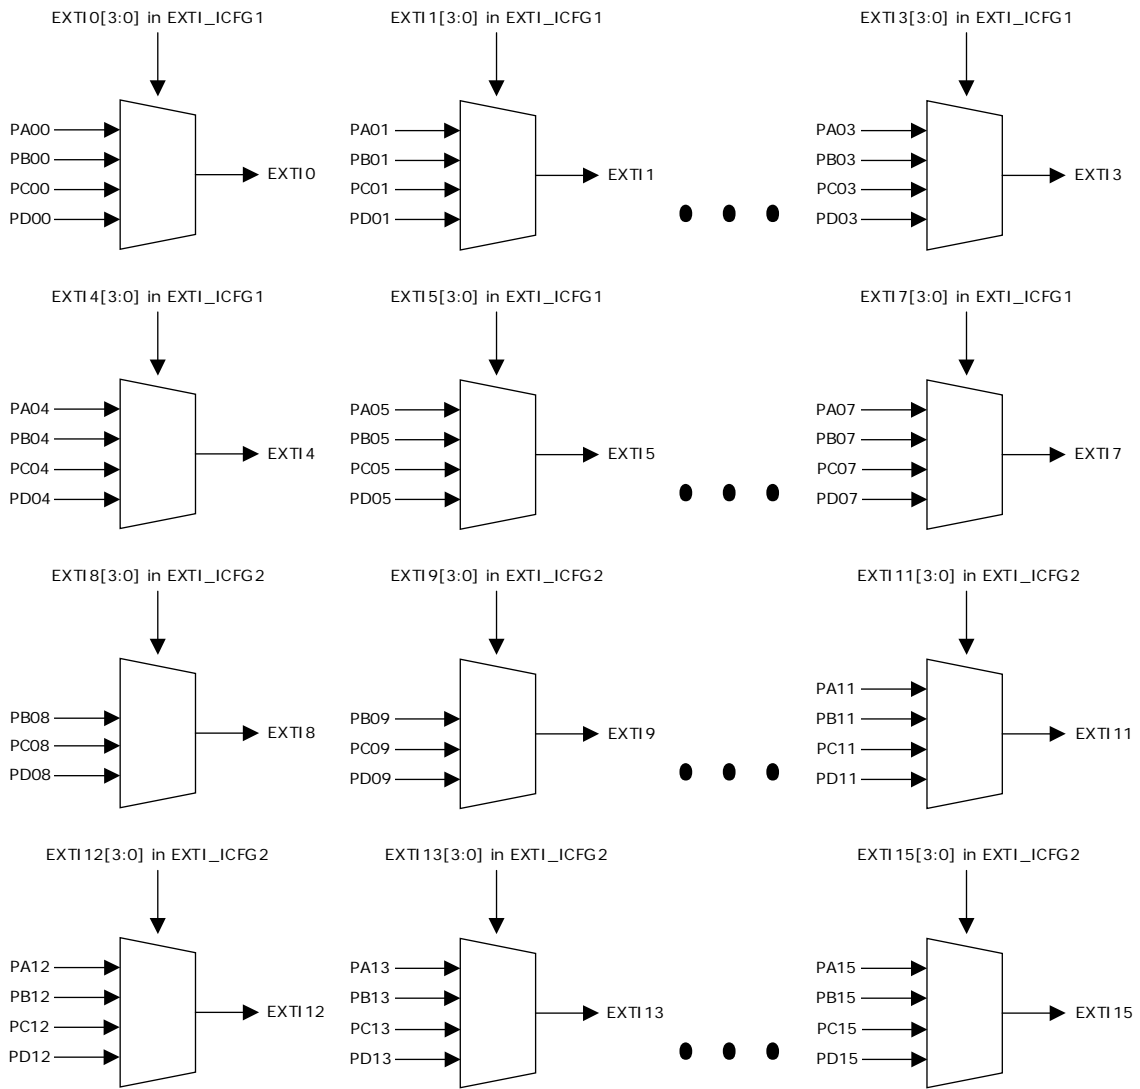 EXTI0[3:0] in EXTI_ICFG1
EXTI1[3:0] in EXTI_ICFG1
EXTI3[3:0] in EXTI_ICFG1
PA00
PB00
PC00
PD00
EXTI0
PA01
PB01
PC01
PD01
EXTI1
PA03
PB03
PC03
PD03
EXTI3
EXTI4[3:0] in EXTI_ICFG1
EXTI5[3:0] in EXTI_ICFG1
EXTI7[3:0] in EXTI_ICFG1
PA04
PB04
PC04
PD04
EXTI4
PA05
PB05
PC05
PD05
EXTI5
PA07
PB07
PC07
PD07
EXTI7
EXTI8[3:0] in EXTI_ICFG2
EXTI9[3:0] in EXTI_ICFG2
EXTI11[3:0] in EXTI_ICFG2
PB08
PC08
PD08
EXTI8
PB09
PC09
PD09
EXTI9
PA11
PB11
PC11
PD11
EXTI11
EXTI12[3:0] in EXTI_ICFG2
EXTI13[3:0] in EXTI_ICFG2
EXTI15[3:0] in EXTI_ICFG2
PA12
PB12
PC12
PD12
EXTI12
PA13
PB13
PC13
PD13
EXTI13
PA15
PB15
PC15
PD15
EXTI15